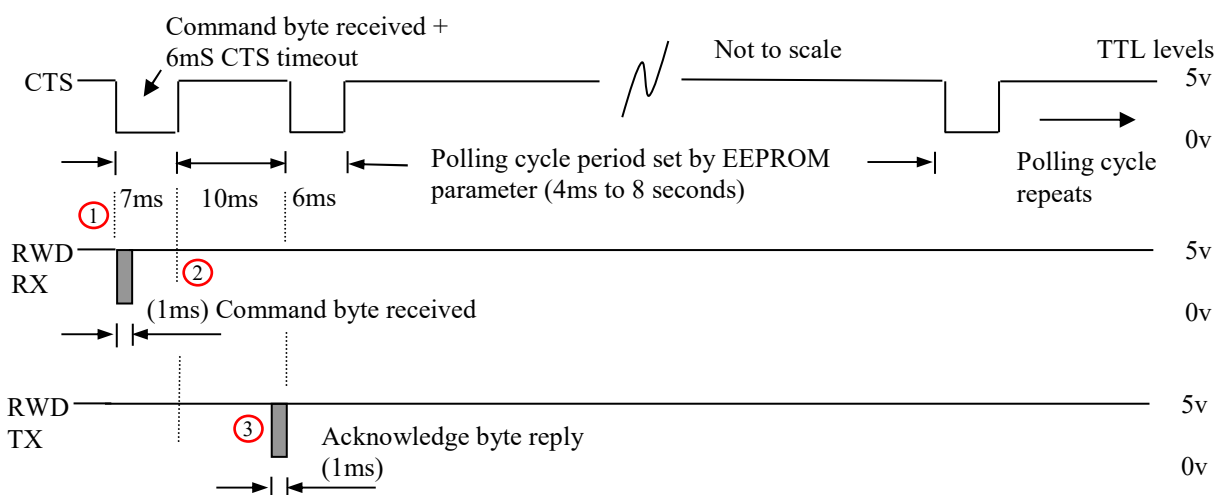 Command byte received +
6mS CTS timeout
Not to scale
TTL levels
CTS
5v
0v
Polling cycle period set by EEPROM
parameter (4ms to 8 seconds)
Polling cycle
repeats
7ms
10ms
6ms
1
RWD
RX
2
5v
(1ms) Command byte received
0v
RWD
TX
3
5v
Acknowledge byte reply
(1ms)
0v